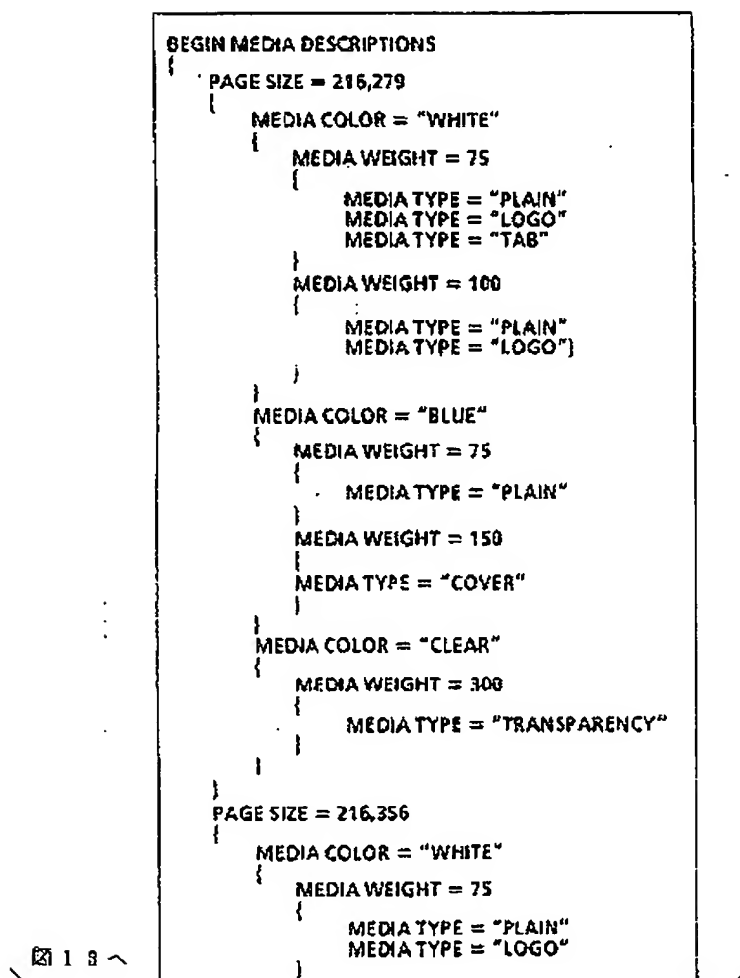 BEGIN MEDIA DESCRIPTIONS
{
PAGE SIZE = 216,279
{
MEDIA COLOR = "WHITE"
{
MEDIA WEIGHT = 75
{
MEDIA TYPE = "PLAIN"
MEDIA TYPE = "LOGO"
MEDIA TYPE = "TAB"
}
MEDIA WEIGHT = 100
{
MEDIA TYPE = "PLAIN"
MEDIA TYPE = "LOGO"}
}
}
MEDIA COLOR = "BLUE"
{
MEDIA WEIGHT = 75
{
MEDIA TYPE = "PLAIN"
}
MEDIA WEIGHT = 150
{
MEDIA TYPE = "COVER"
}
}
MEDIA COLOR = "CLEAR"
{
MEDIA WEIGHT = 300
{
MEDIA TYPE = "TRANSPARENCY"
}
}
}
PAGE SIZE = 216,356
{
MEDIA COLOR = "WHITE"
{
MEDIA WEIGHT = 75
{
MEDIA TYPE = "PLAIN"
MEDIA TYPE = "LOGO"
}
図13へ